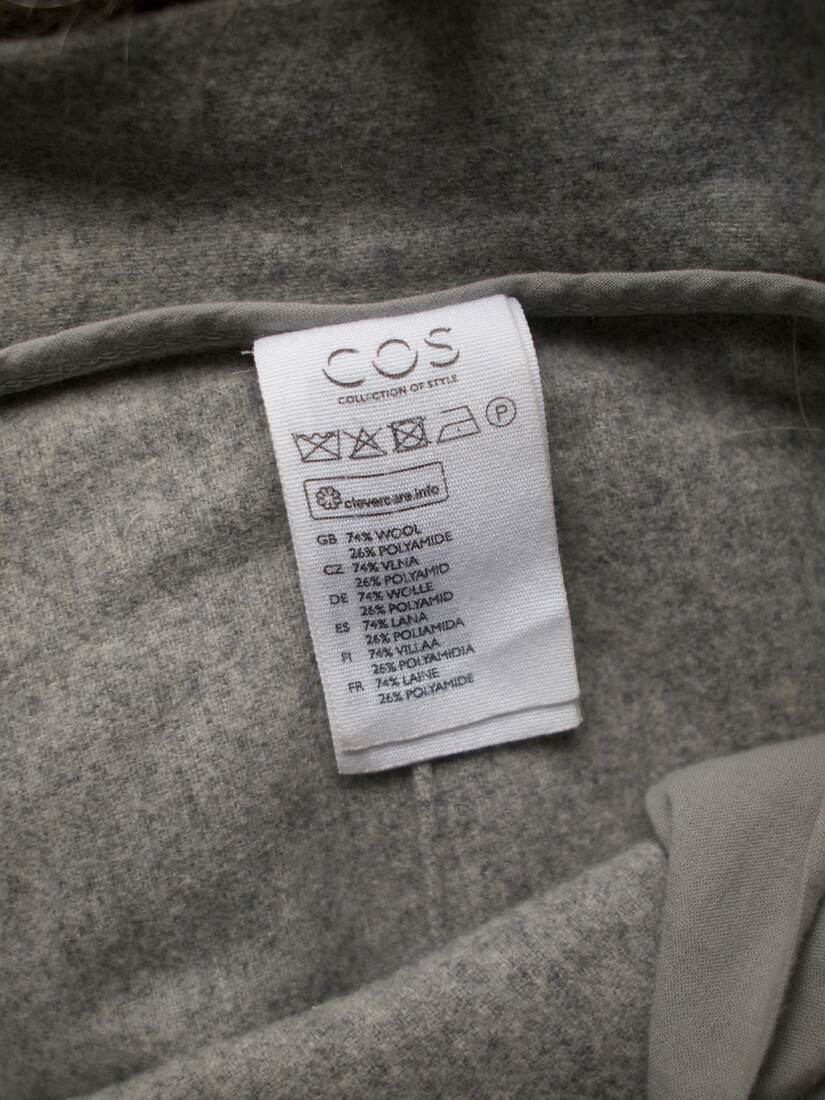 COS
COLLECTION OF STYLE
P
clevercare.info
GB 74% WOOL
26% POLYAMIDE
CZ 74% VLNA
26% POLYAMID
DE 74% WOLLE
26% POLYAMID
ES 74% LANA
26% POLIAMIDA
FI 74% VILLAA
26% POLYAMIDIA
FR 74% LAINE
26% POLYAMIDE